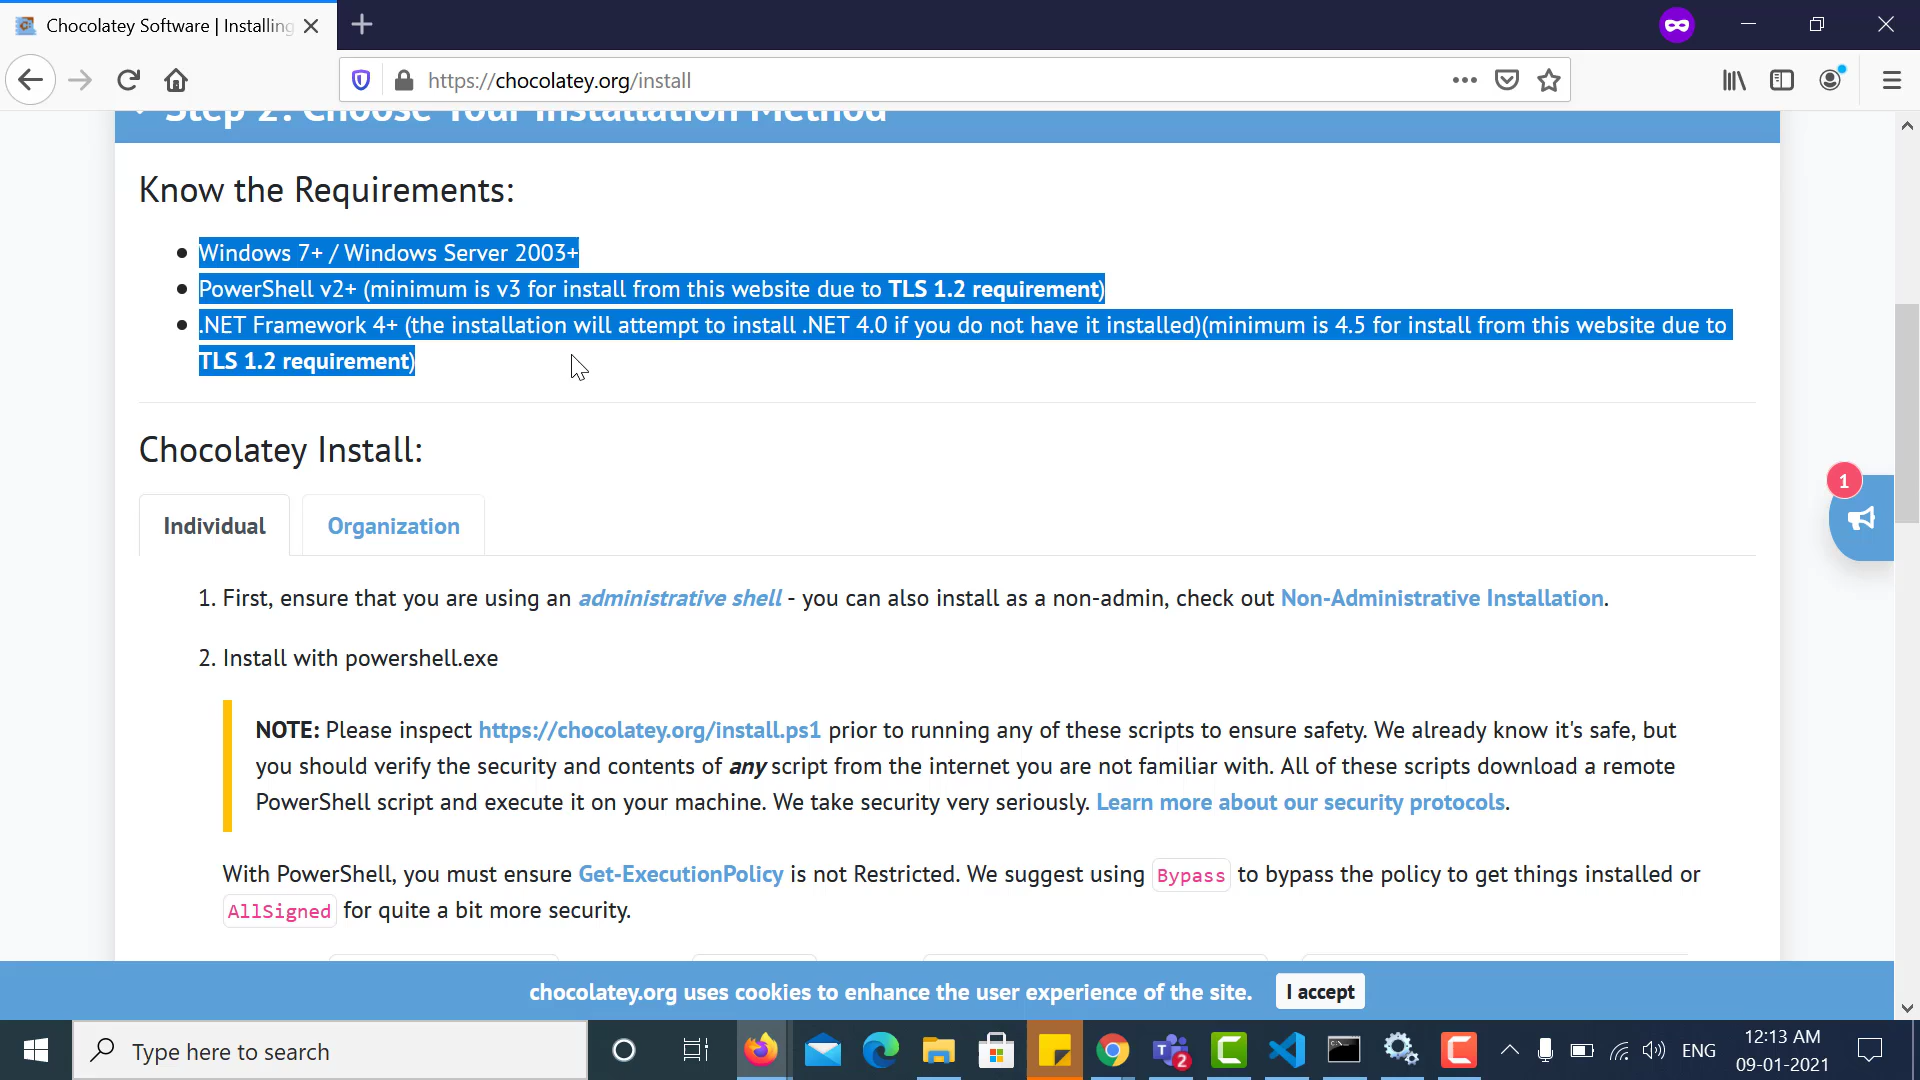 Chocolatey Software | Installing
https://chocolatey.org/install
Step 2: Choose Your Installation Method
Know the Requirements:
Windows 7+ / Windows Server 2003+
PowerShell v2+ (minimum is v3 for install from this website due to TLS 1.2 requirement)
.NET Framework 4+ (the installation will attempt to install .NET 4.0 if you do not have it installed)(minimum is 4.5 for install from this website due to
TLS 1.2 requirement)
Chocolatey Install:
Individual
Organization
1
1. First, ensure that you are using an administrative shell - you can also install as a non-admin, check out Non-Administrative Installation.
2. Install with powershell.exe
NOTE: Please inspect https://chocolatey.org/install.ps1 prior to running any of these scripts to ensure safety. We already know it's safe, but
you should verify the security and contents of any script from the internet you are not familiar with. All of these scripts download a remote
PowerShell script and execute it on your machine. We take security very seriously. Learn more about our security protocols.
With PowerShell, you must ensure Get-ExecutionPolicy is not Restricted. We suggest using Bypass to bypass the policy to get things installed or
AllSigned for quite a bit more security.
chocolatey.org uses cookies to enhance the user experience of the site.
I accept
Type here to search
2
ENG
12:13 AM
09-01-2021